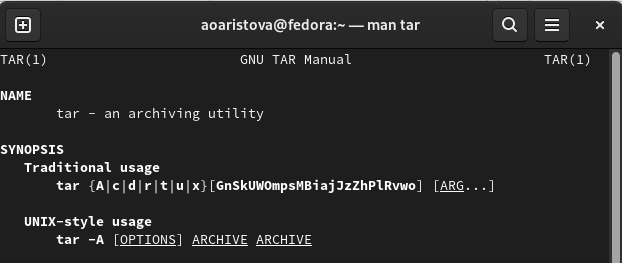 aoaristova@fedora:~ — man tar
TAR(1) GNU TAR Manual TAR(1)
NAME
tar - an archiving utility
SYNOPSIS
Traditional usage
tar {A|c|d|r|t|u|x}[GnSkUWOmpsMBiajJzZhPlRvwo] [ARG...]
UNIX-style usage
tar -A [OPTIONS] ARCHIVE ARCHIVE